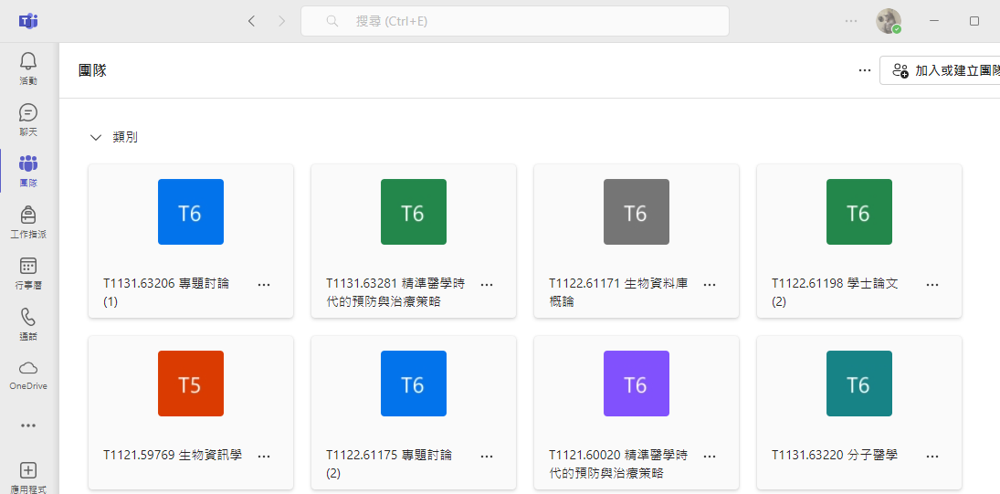 搜尋 (Ctrl+E)
活動
聊天
團隊
工作指派
行事曆
通話
OneDrive
應用程式
團隊
加入或建立團隊
類別
T6
T1131.63206 專題討論
(1)
T6
T1131.63281 精準醫學時
代的預防與治療策略
T6
T1122.61171 生物資料庫
概論
T6
T1122.61198 學士論文
(2)
T5
T1121.59769 生物資訊學
T6
T1122.61175 專題討論
(2)
T6
T1121.60020 精準醫學時
代的預防與治療策略
T6
T1131.63220 分子醫學